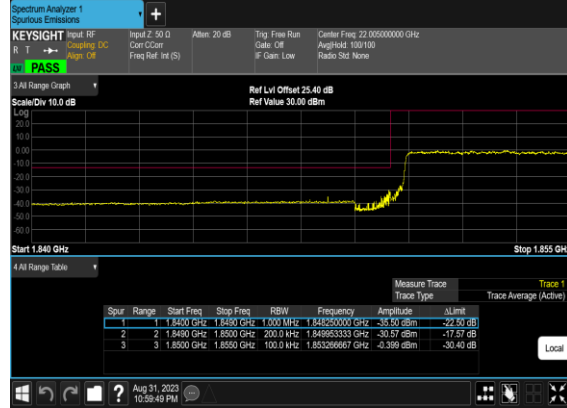 Spectrum Analyzer 1
Spurious Emissions
+
KEYSIGHT Input: RF Input Z: 50 Ω Atten: 20 dB Trig: Free Run Center Freq: 22.005000000 GHz
R T Coupling: DC Corr CCorr Gate: Off Avg|Hold: 100/100
Align: Off Freq Ref: Int (S) IF Gain: Low Radio Std: None
LW PASS
3 All Range Graph
Ref Lvl Offset 25.40 dB
Scale/Div 10.0 dB Ref Value 30.00 dBm
Log
20.0
10.0
0.00
-10.0
-20.0
-30.0
-40.0
-50.0
-60.0
Start 1.840 GHz Stop 1.855 GH
4 All Range Table
Measure Trace Trace 1
Trace Type Trace Average (Active)
Spur Range Start Freq Stop Freq RBW Frequency Amplitude ΔLimit
1 1 1.8400 GHz 1.8490 GHz 1.000 MHz 1.848250000 GHz -35.50 dBm -22.50 dB
2 2 1.8490 GHz 1.8500 GHz 200.0 kHz 1.849953333 GHz -30.57 dBm -17.57 dB
3 3 1.8500 GHz 1.8550 GHz 100.0 kHz 1.853266667 GHz -0.399 dBm -30.40 dB
Local
? Aug 31, 2023
10:59:49 PM